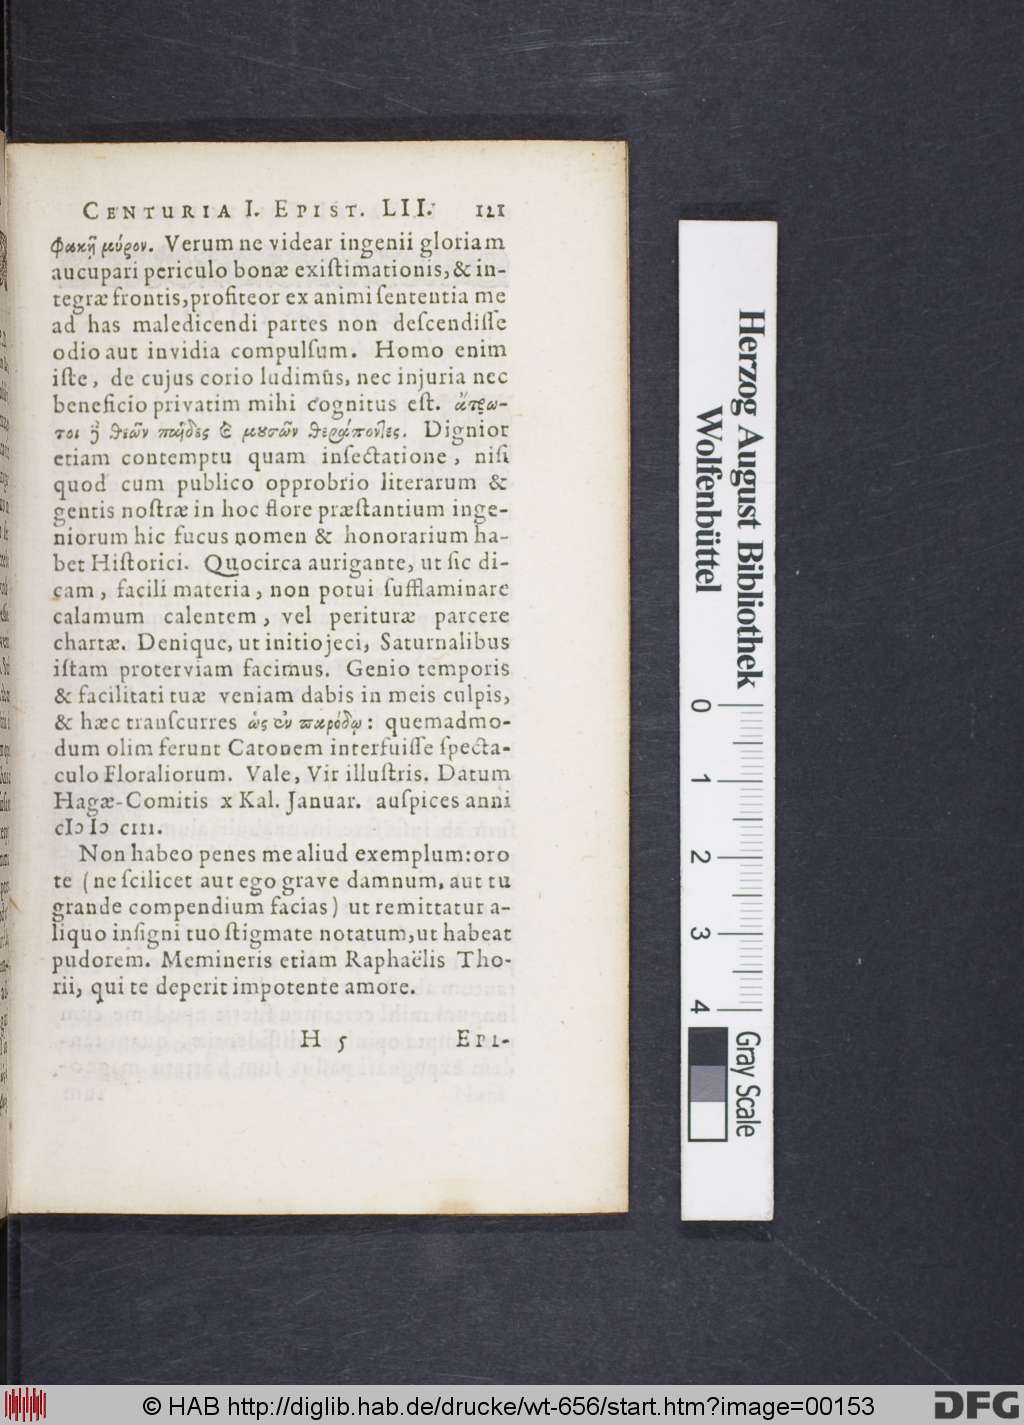 CENTURIA I. EPIST. LII. 121
φακῇ μύρον. Verum ne videar ingenii gloriam
aucupari periculo bonæ exiſtimationis, & in-
tegræ frontis, profiteor ex animi ſententia me
ad has maledicendi partes non deſcendiſſe
odio aut invidia compulſum. Homo enim
iſte, de cujus corio ludimus, nec injuria nec
beneficio privatim mihi cognitus eſt. ἄτρω-
τοι θεῶν παῖδες & μουσῶν θεράποντες. Dignior
etiam contemptu quam inſectatione, niſi
quod cum publico opprobrio literarum &
gentis noſtræ in hoc flore præſtantium inge-
niorum hic fucus nomen & honorarium ha-
bet Hiſtorici. Quocirca aurigante, ut ſic di-
cam, facili materia, non potui ſufflaminare
calamum calentem, vel perituræ parcere
chartæ. Denique, ut initio jeci, Saturnalibus
iſtam proterviam facimus. Genio temporis
& facilitati tuæ veniam dabis in meis culpis,
& hæc tranſcurres ὡς ἐν παρόδῳ: quemadmo-
dum olim ferunt Catonem interfuiſſe ſpecta-
culo Floraliorum. Vale, Vir illuſtris. Datum
Hagæ-Comitis x Kal. Januar. auſpices anni
cIↄ Iↄ cIII.
Non habeo penes me aliud exemplum: oro
te (ne ſcilicet aut ego grave damnum, aut tu
grande compendium facias) ut remittatur a-
liquo inſigni tuo ſtigmate notatum, ut habeat
pudorem. Memineris etiam Raphaëlis Tho-
rii, qui te deperit impotente amore.
H 5 EPI-
Herzog August Bibliothek
Wolfenbüttel
0 1 2 3 4
Gray Scale
© HAB http://diglib.hab.de/drucke/wt-656/start.htm?image=00153
DFG